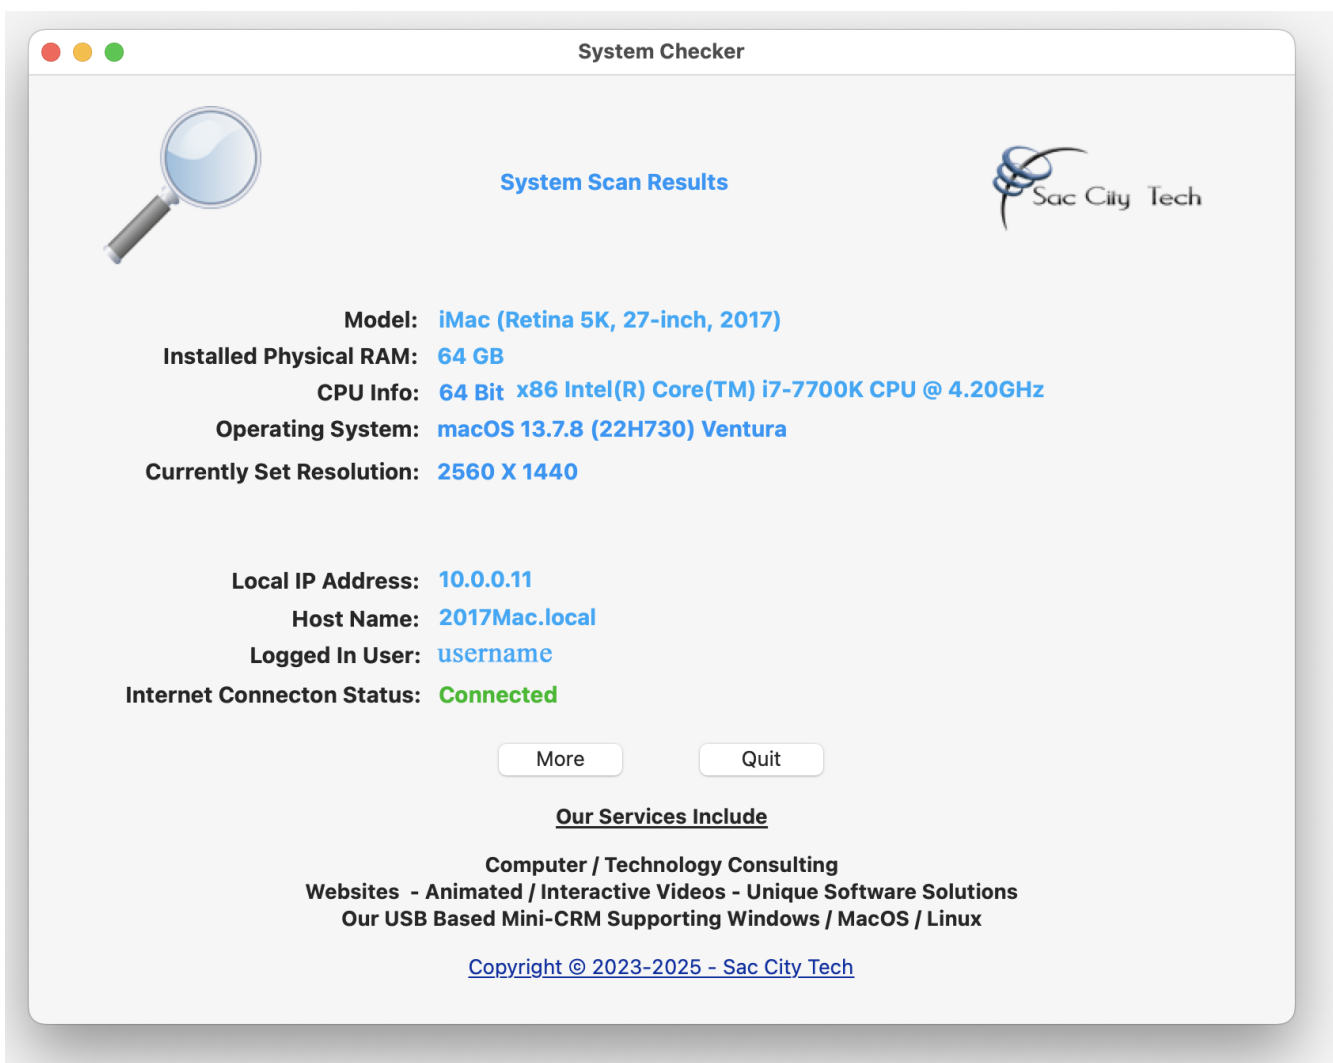 System Checker
System Scan Results
Sac City Tech
Model: iMac (Retina 5K, 27-inch, 2017)
Installed Physical RAM: 64 GB
CPU Info: 64 Bit x86 Intel(R) Core(TM) i7-7700K CPU @ 4.20GHz
Operating System: macOS 13.7.8 (22H730) Ventura
Currently Set Resolution: 2560 X 1440
Local IP Address: 10.0.0.11
Host Name: 2017Mac.local
Logged In User: username
Internet Connecton Status: Connected
More Quit
Our Services Include
Computer / Technology Consulting
Websites - Animated / Interactive Videos - Unique Software Solutions
Our USB Based Mini-CRM Supporting Windows / MacOS / Linux
Copyright © 2023-2025 - Sac City Tech